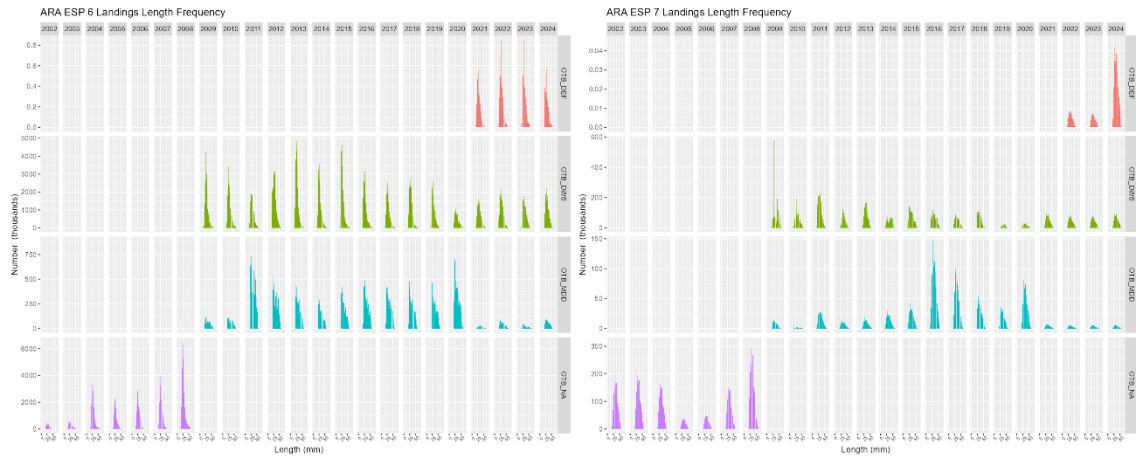 ARA ESP 6 Landings Length Frequency
2002 2003 2004 2005 2006 2007 2008 2009 2010 2011 2012 2013 2014 2015 2016 2017 2018 2019 2020 2021 2022 2023 2024
0.8
0.6
0.4
0.2
0.0
OTB_DEF
5000
4000
3000
2000
1000
0
OTB_DWS
750
500
250
0
OTB_MDD
6000
4000
2000
0
OTB_NA
Number (thousands)
Length (mm)
ARA ESP 7 Landings Length Frequency
2002 2003 2004 2005 2006 2007 2008 2009 2010 2011 2012 2013 2014 2015 2016 2017 2018 2019 2020 2021 2022 2023 2024
0.04
0.03
0.02
0.01
0.00
OTB_DEF
600
400
200
0
OTB_DWS
150
100
50
0
OTB_MDD
300
200
100
0
OTB_NA
Number (thousands)
Length (mm)